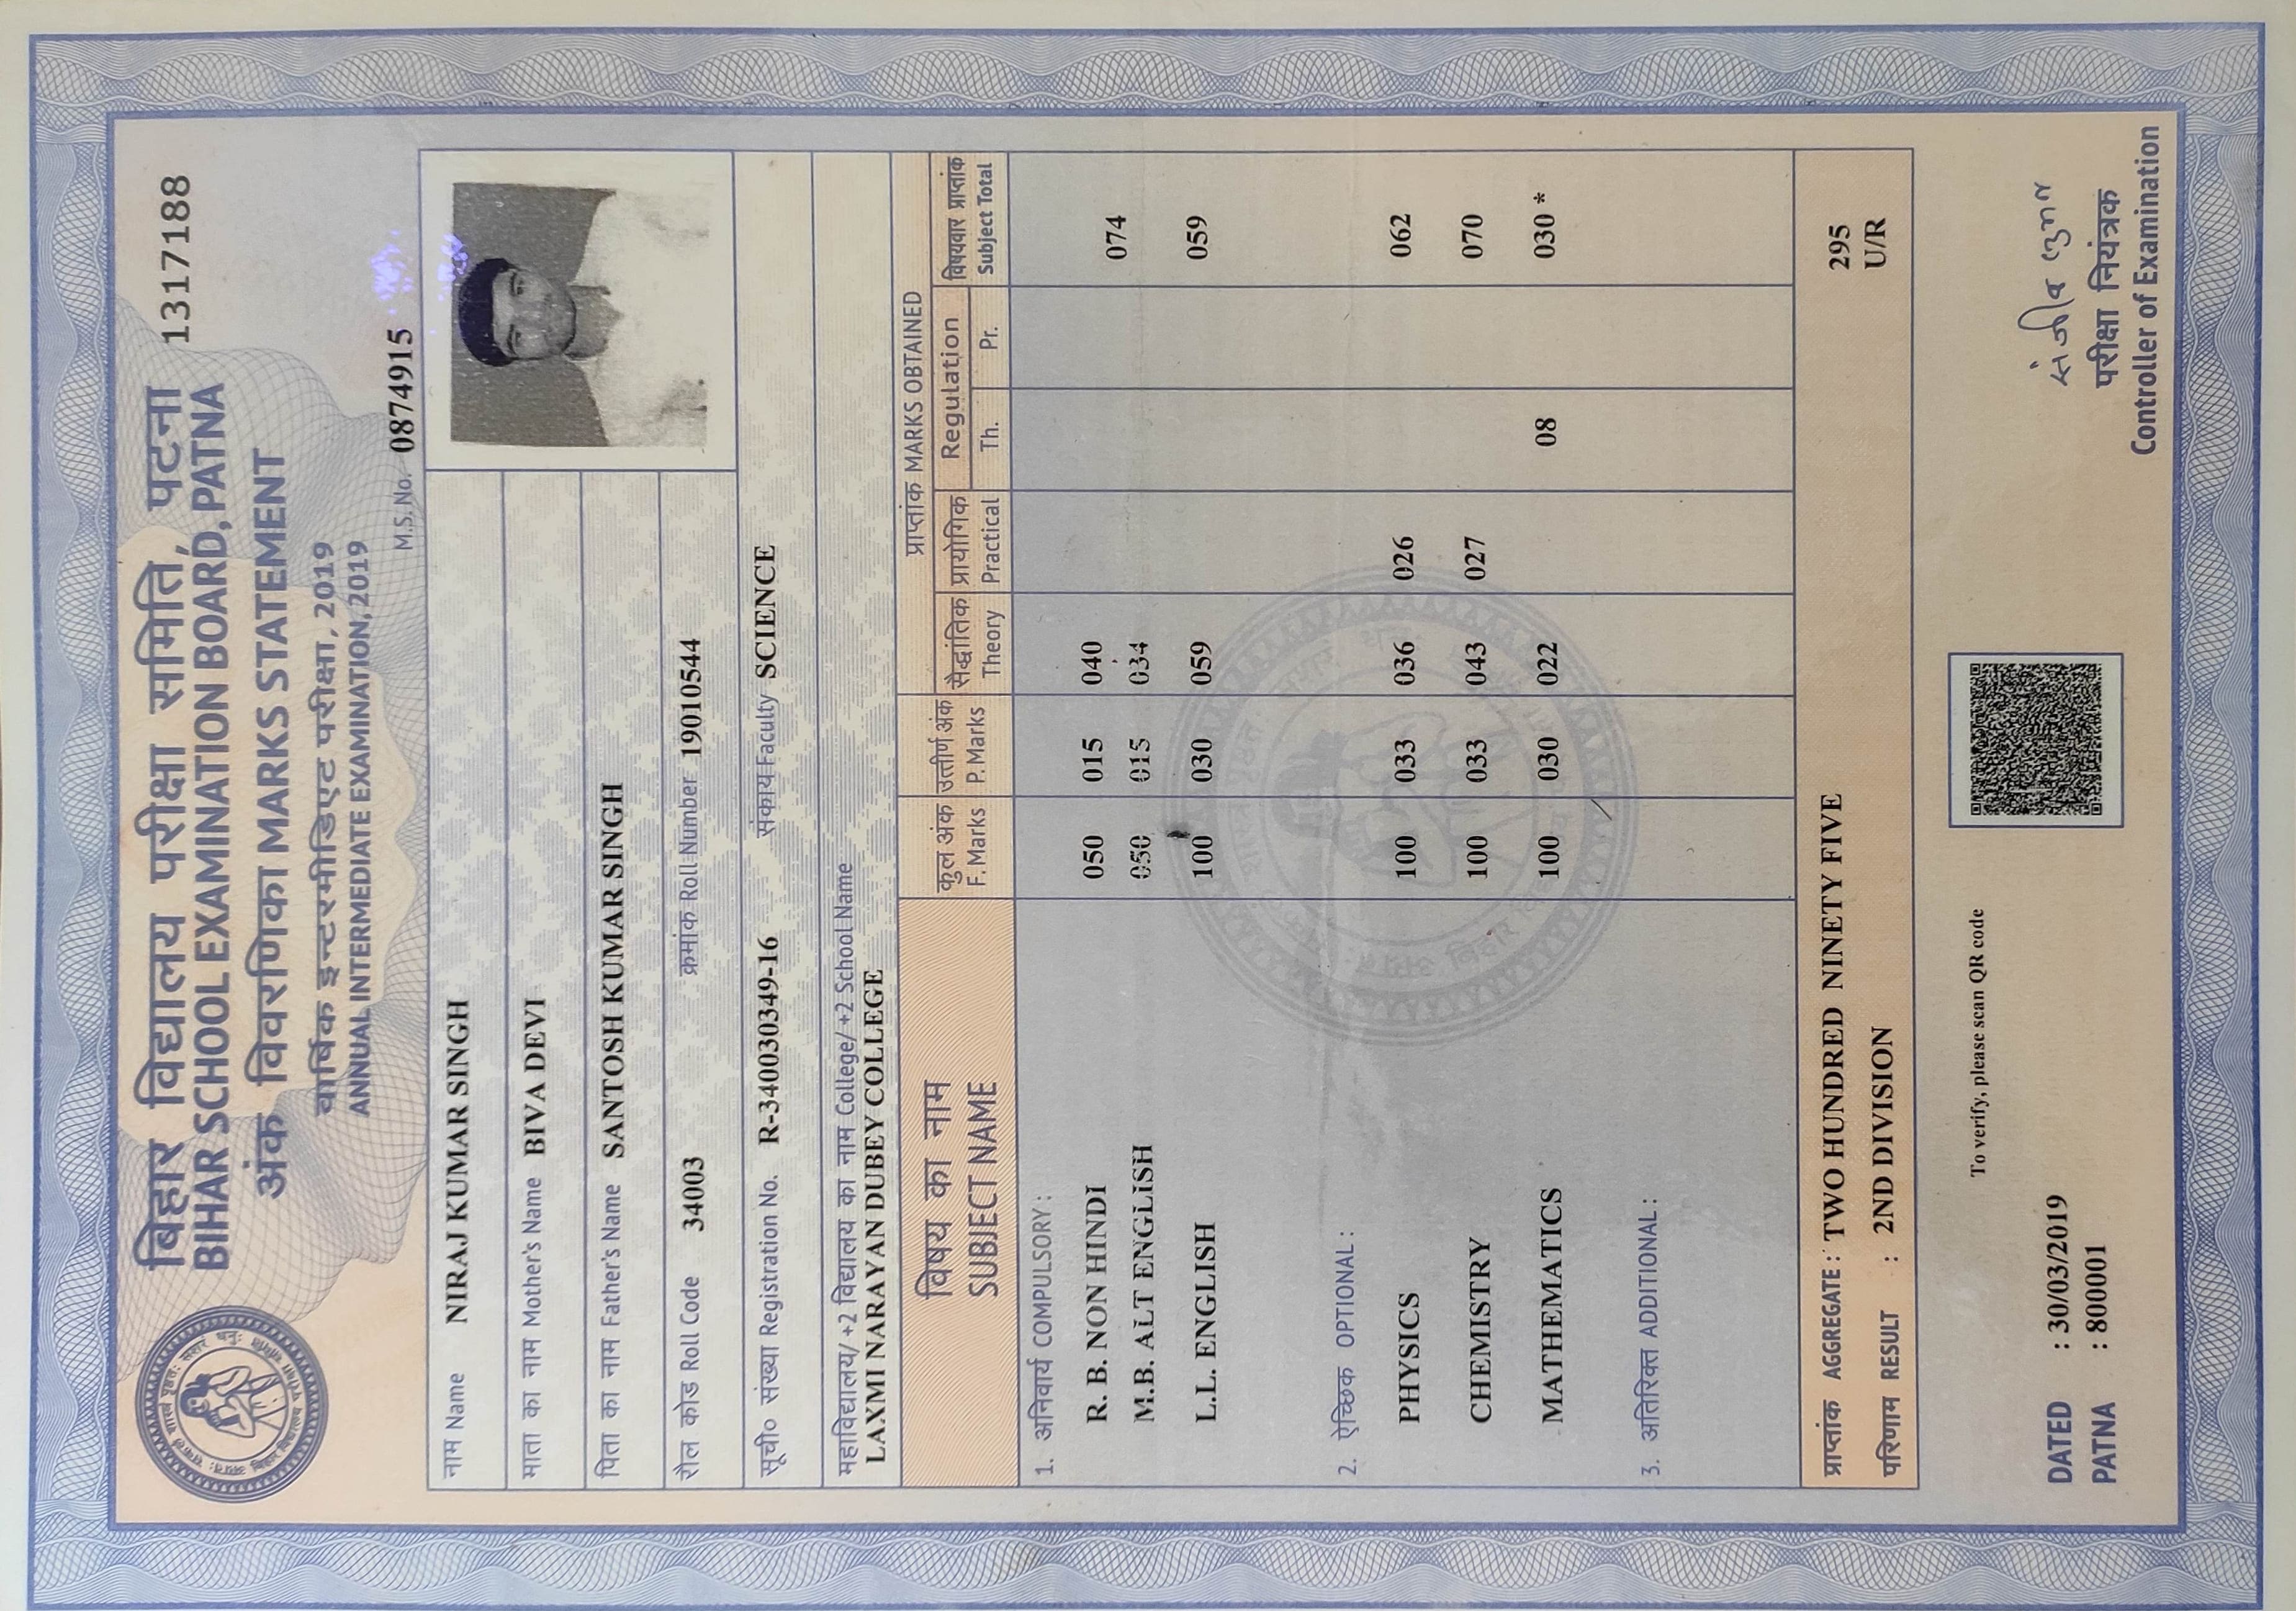 बिहार विद्यालय परीक्षा समिति, पटना 1317188
BIHAR SCHOOL EXAMINATION BOARD, PATNA
अंक विवरणिका MARKS STATEMENT
वार्षिक इन्टरमीडिएट परीक्षा, 2019
ANNUAL INTERMEDIATE EXAMINATION, 2019
M.S. No. 0874915
नाम Name NIRAJ KUMAR SINGH
माता का नाम Mother's Name BIVA DEVI
पिता का नाम Father's Name SANTOSH KUMAR SINGH
रौल कोड Roll Code 34003 क्रमांक Roll Number 19010544
सूची० संख्या Registration No. R-340030349-16 संकाय Faculty SCIENCE
महाविद्यालय/ +2 विद्यालय का नाम College/ +2 School Name
LAXMI NARAYAN DUBEY COLLEGE
प्राप्तांक MARKS OBTAINED
विषय का नाम कुल अंक उत्तीर्ण अंक सैद्धांतिक प्रायोगिक Regulation विषयवार प्राप्तांक
SUBJECT NAME F. Marks P. Marks Theory Practical Th. Pr. Subject Total
1. अनिवार्य COMPULSORY :
R. B. NON HINDI 050 015 040
074
M.B. ALT ENGLISH 050 015 034
L.L. ENGLISH 100 030 059 059
2. ऐच्छिक OPTIONAL :
PHYSICS 100 033 036 026 062
CHEMISTRY 100 033 043 027 070
MATHEMATICS 100 030 022 08 030 *
3. अतिरिक्त ADDITIONAL :
प्राप्तांक AGGREGATE : TWO HUNDRED NINETY FIVE 295
परिणाम RESULT : 2ND DIVISION U/R
To verify, please scan QR code
DATED : 30/03/2019
PATNA : 800001
संजीव कुमार
परीक्षा नियंत्रक
Controller of Examination